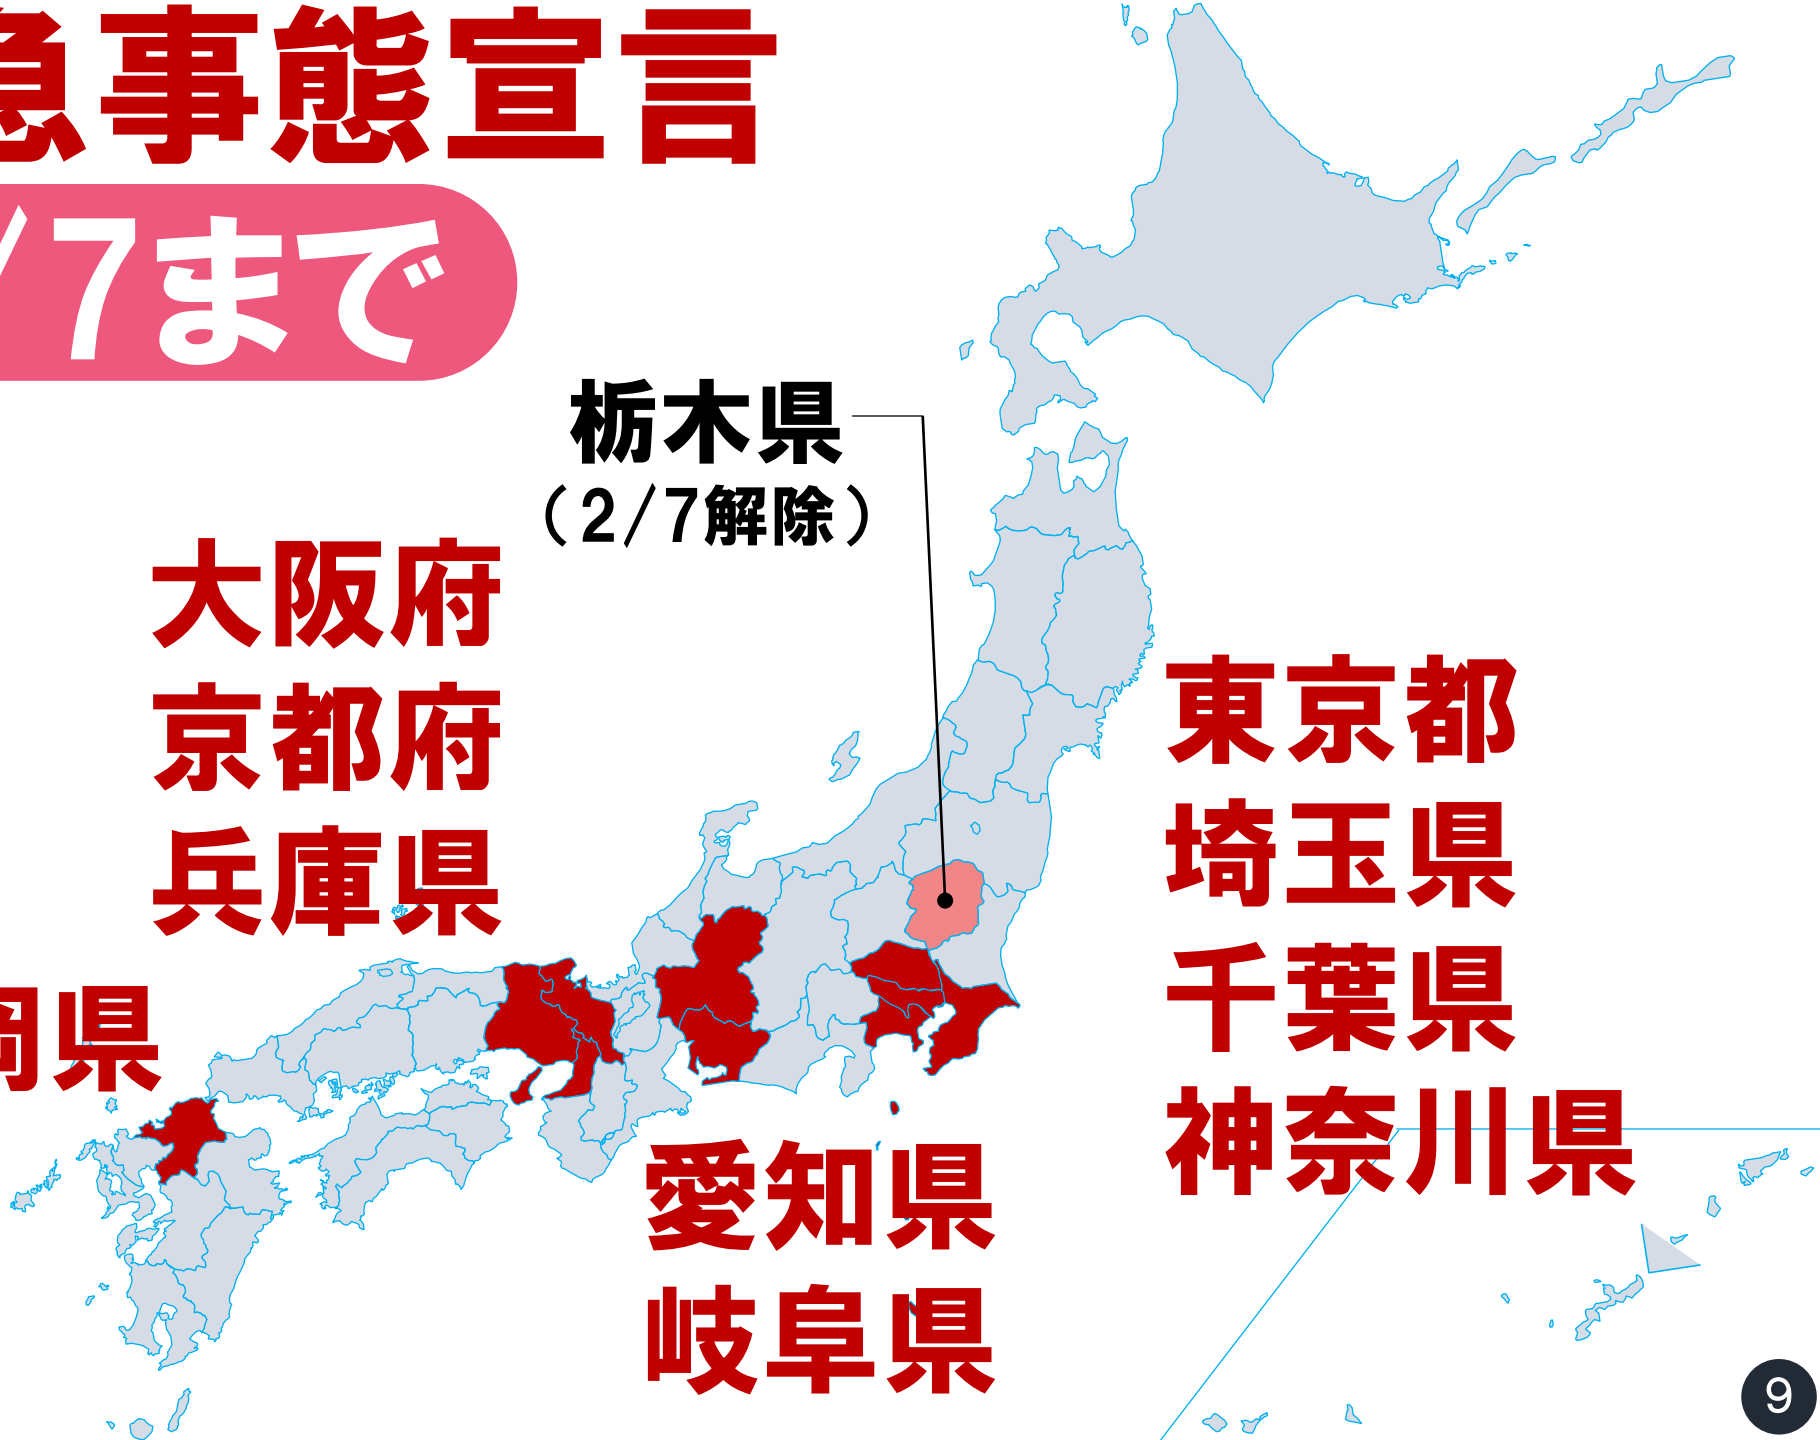 急事態宣言
/7まで
栃木県
（2/7解除）
大阪府
京都府
兵庫県
岡県
東京都
埼玉県
千葉県
神奈川県
愛知県
岐阜県
9